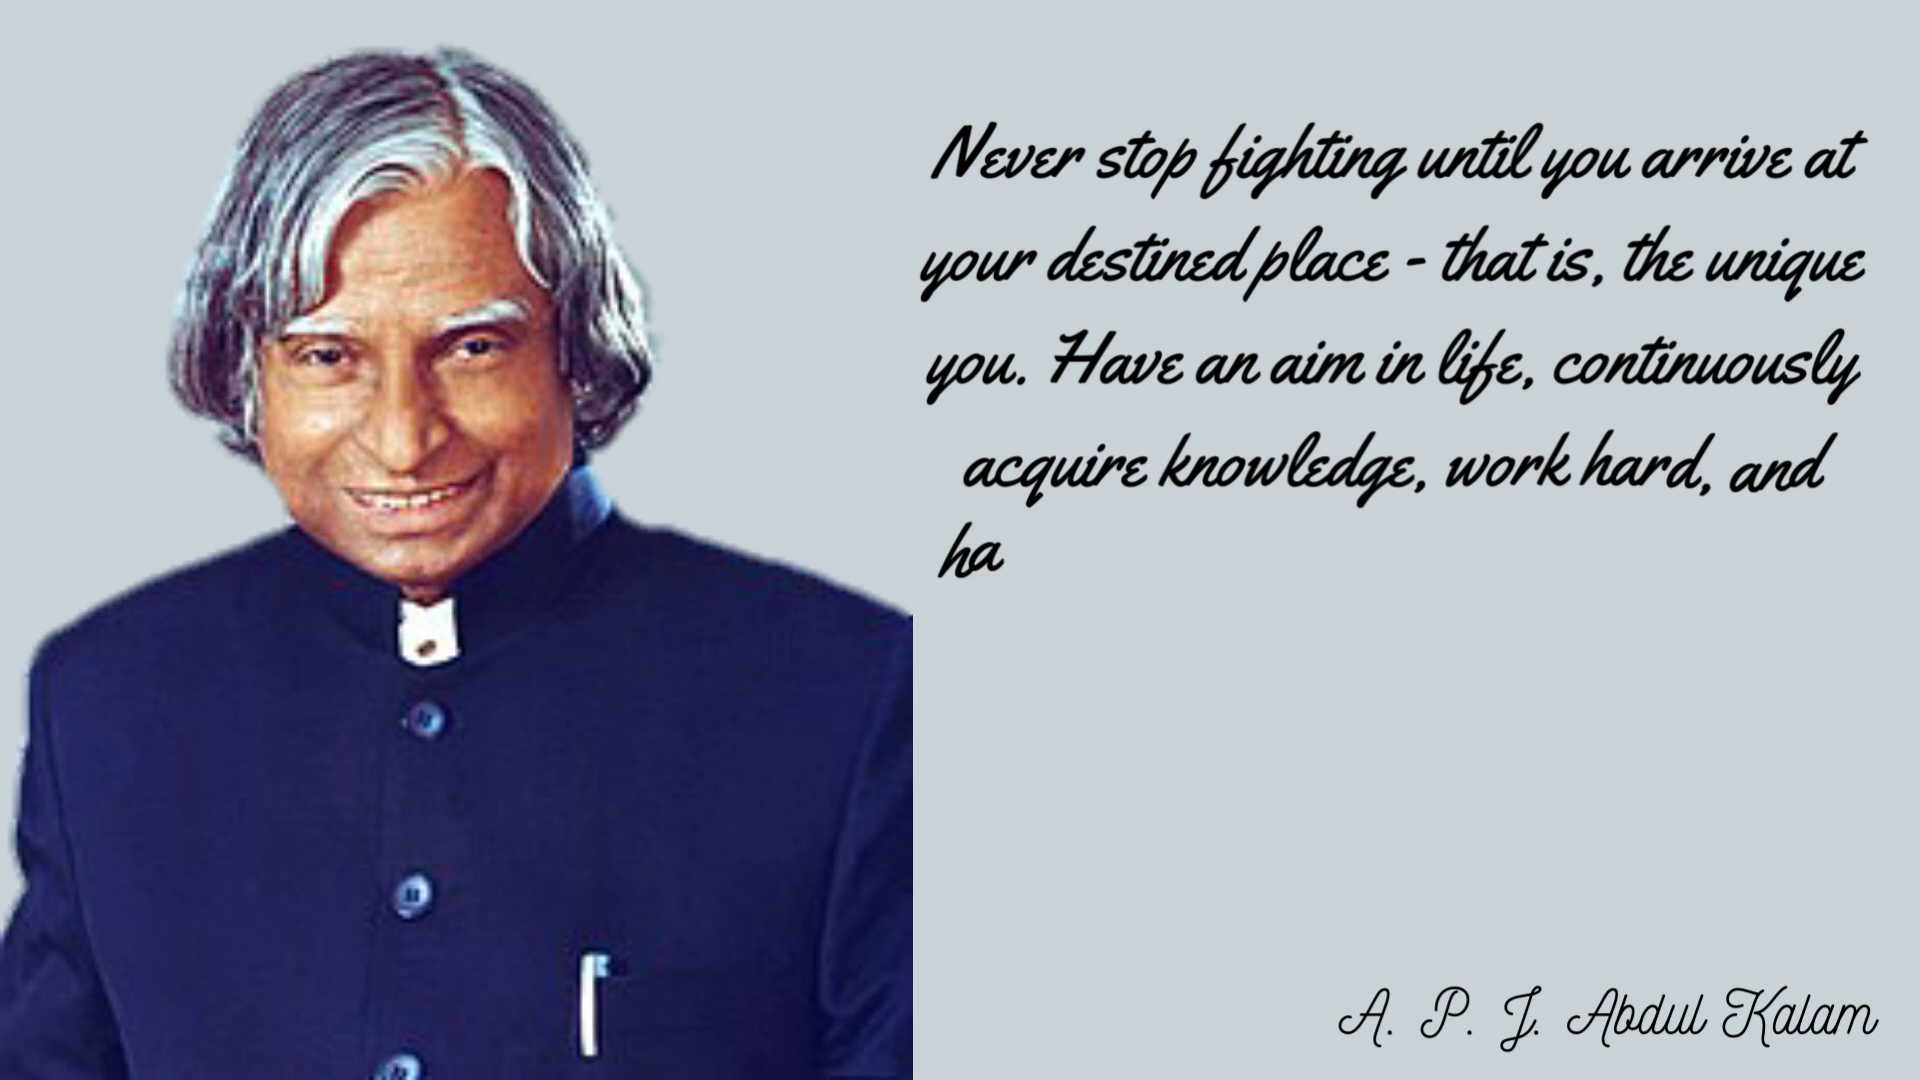 Never stop fighting until you arrive at
your destined place - that is, the unique
you. Have an aim in life, continuously
acquire knowledge, work hard, and
ha
A. P. J. Abdul Kalam